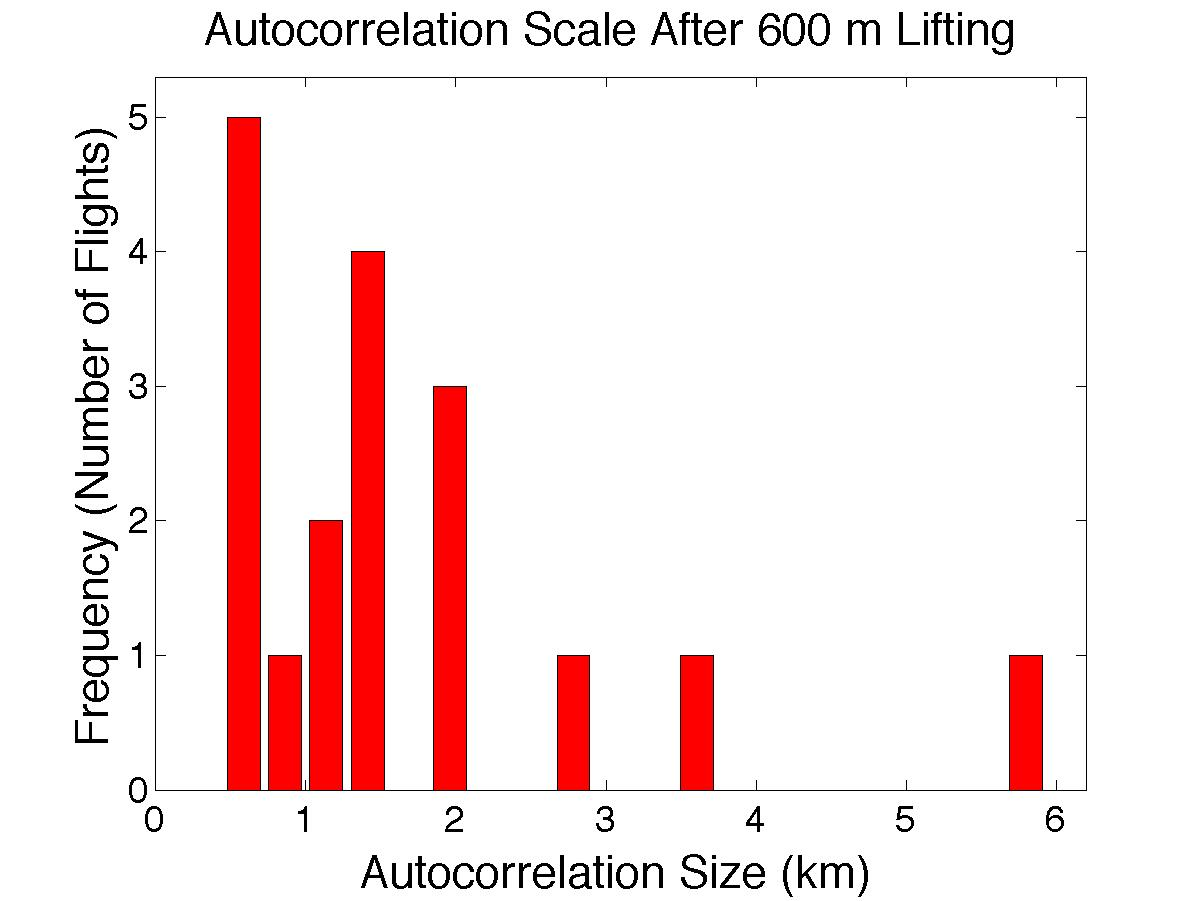 Autocorrelation Scale After 600 m Lifting
Frequency (Number of Flights)
5
4
3
2
1
0
0 1 2 3 4 5 6
Autocorrelation Size (km)